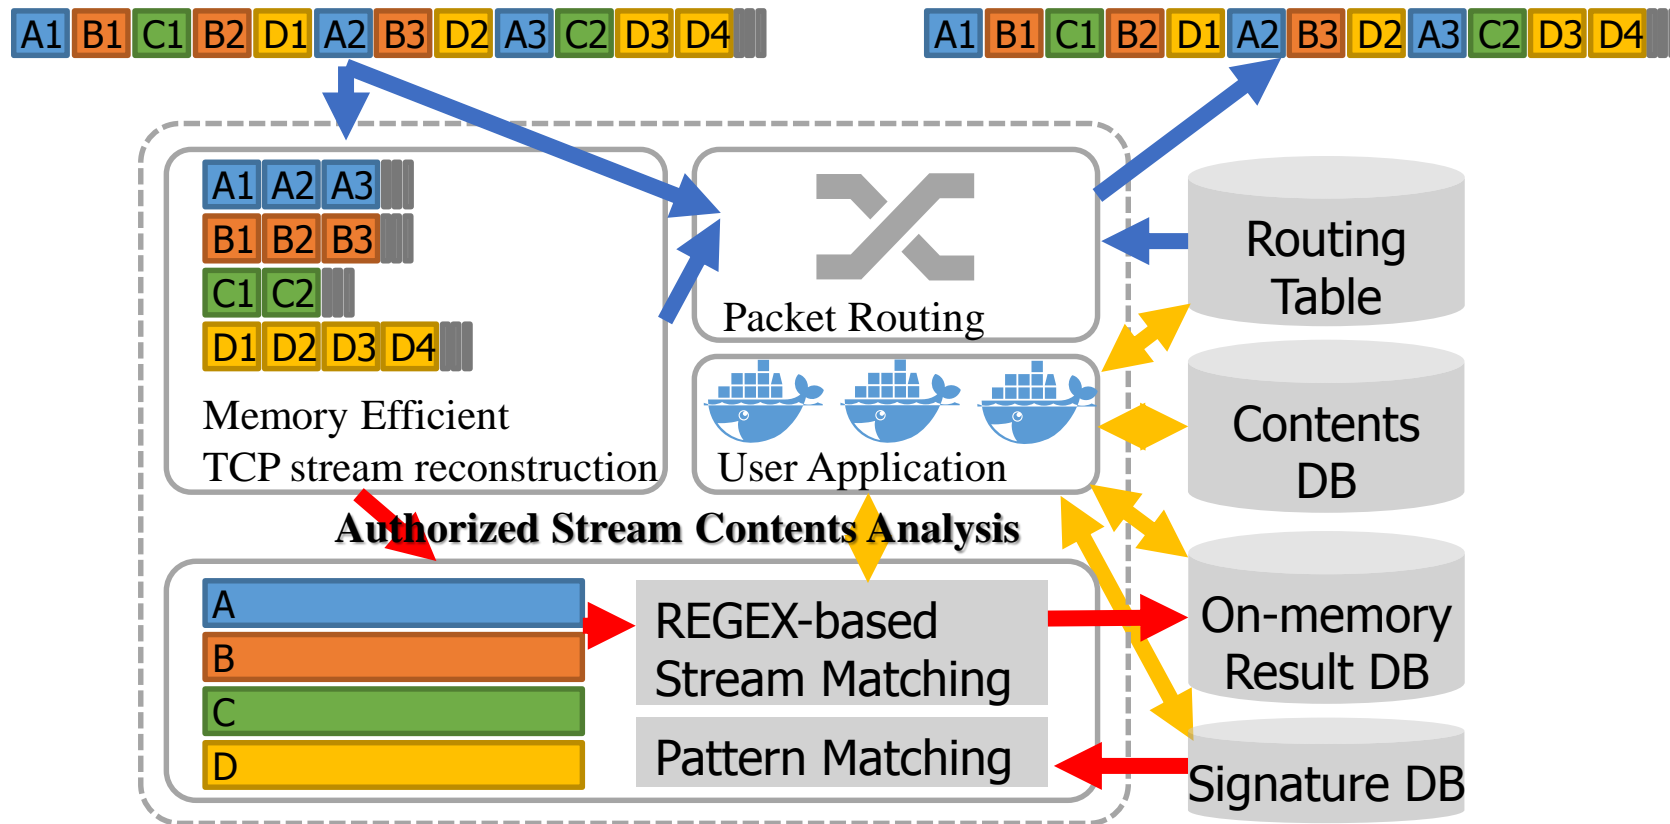 A1 B1 C1 B2 D1 A2 B3 D2 A3 C2 D3 D4
A1 B1 C1 B2 D1 A2 B3 D2 A3 C2 D3 D4
A1 A2 A3
B1 B2 B3
C1 C2
D1 D2 D3 D4
Memory Efficient
TCP stream reconstruction
Packet Routing
User Application
Routing
Table
Contents
DB
Authorized Stream Contents Analysis
A
B
C
D
REGEX-based
Stream Matching
Pattern Matching
On-memory
Result DB
Signature DB